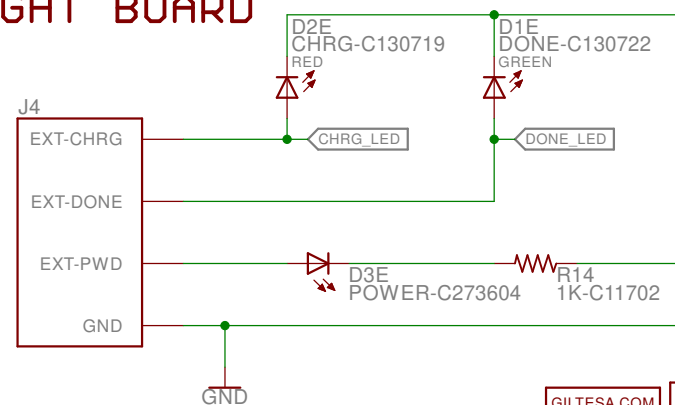 GHT BOARD
D2E
CHRG-C130719
RED
D1E
DONE-C130722
GREEN
J4
EXT-CHRG
CHRG_LED
DONE_LED
EXT-DONE
EXT-PWD
D3E
POWER-C273604
R14
1K-C11702
GND
GND
GILTESA.COM